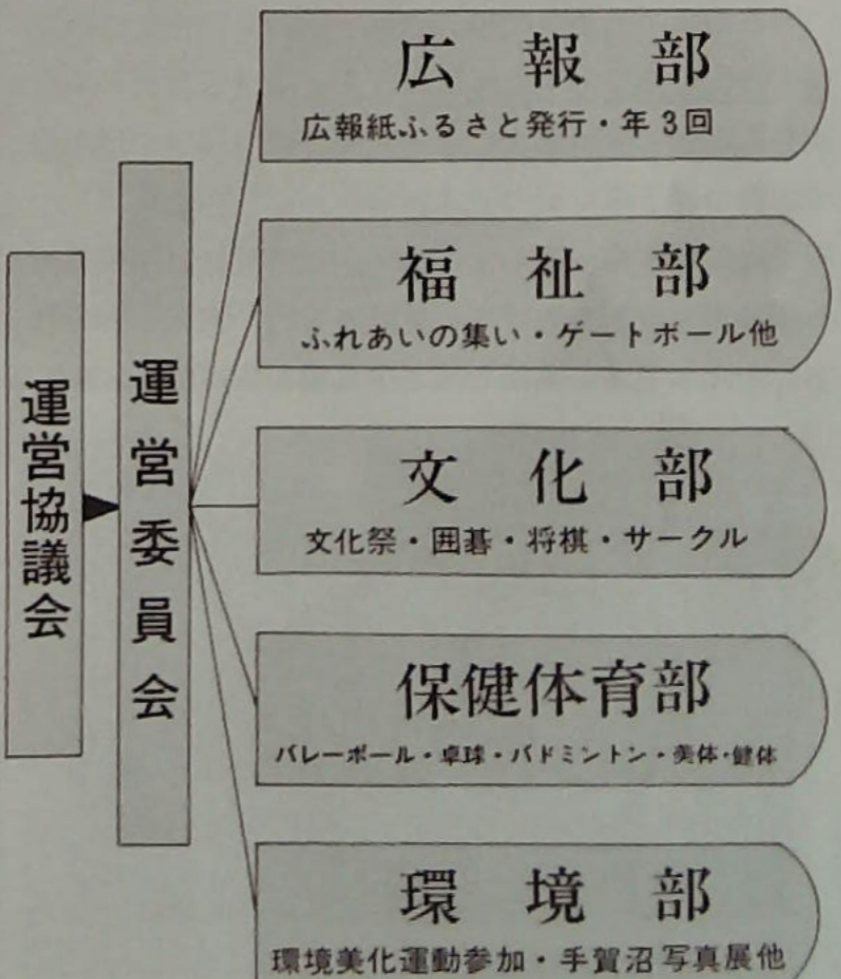 運営協議会
運営委員会
広報部
広報紙ふるさと発行・年3回
福祉部
ふれあいの集い・ゲートボール他
文化部
文化祭・囲碁・将棋・サークル
保健体育部
バレーボール・卓球・バドミントン・美体・健体
環境部
環境美化運動参加・手賀沼写真展他